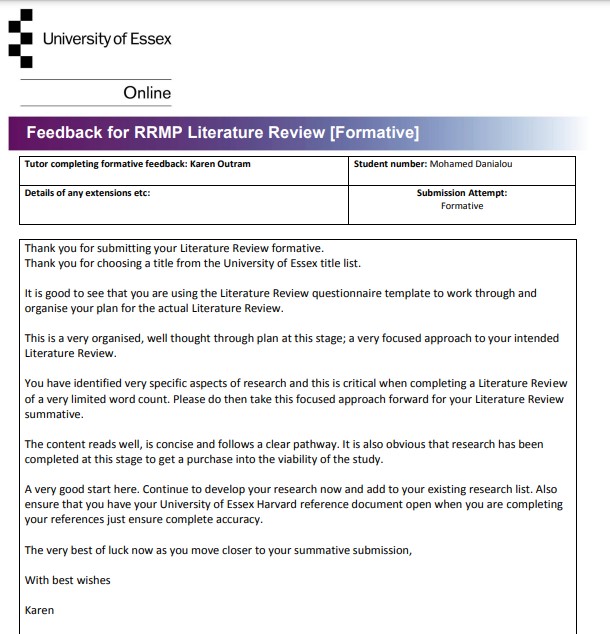 University of Essex
Online
Feedback for RRMP Literature Review [Formative]
Tutor completing formative feedback: Karen Outram
Student number: Mohamed Danialou
Details of any extensions etc:
Submission Attempt:
Formative
Thank you for submitting your Literature Review formative.
Thank you for choosing a title from the University of Essex title list.
It is good to see that you are using the Literature Review questionnaire template to work through and
organise your plan for the actual Literature Review.
This is a very organised, well thought through plan at this stage; a very focused approach to your intended
Literature Review.
You have identified very specific aspects of research and this is critical when completing a Literature Review
of a very limited word count. Please do then take this focused approach forward for your Literature Review
summative.
The content reads well, is concise and follows a clear pathway. It is also obvious that research has been
completed at this stage to get a purchase into the viability of the study.
A very good start here. Continue to develop your research now and add to your existing research list. Also
ensure that you have your University of Essex Harvard reference document open when you are completing
your references just ensure complete accuracy.
The very best of luck now as you move closer to your summative submission,
With best wishes
Karen